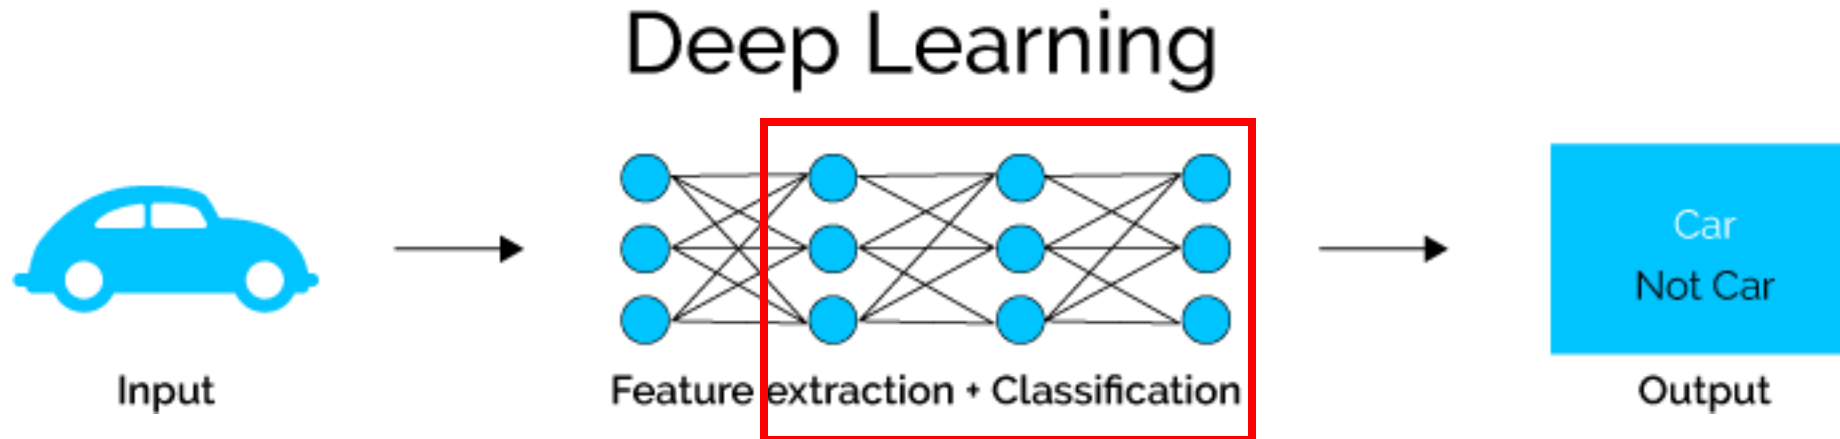 Deep Learning
Car
Not Car
Input
Feature extraction + Classification
Output